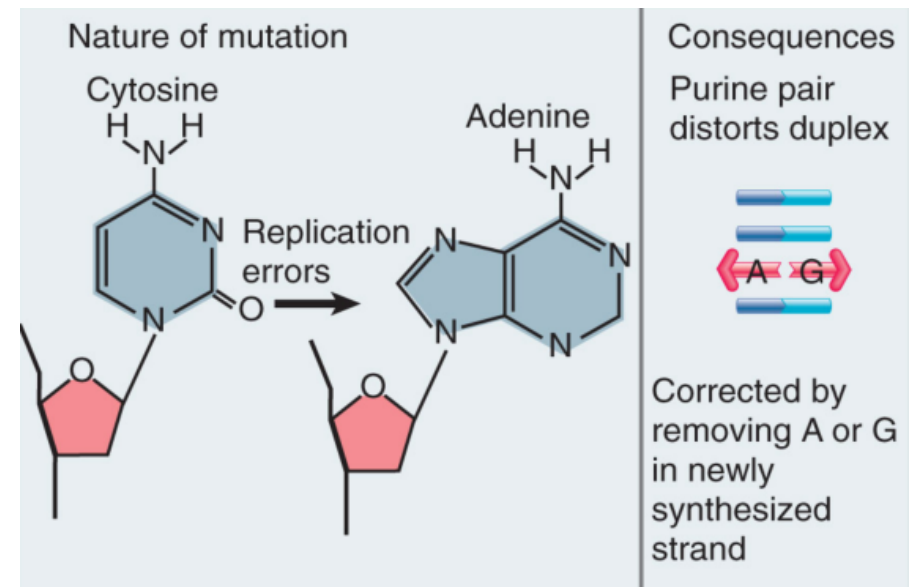 Nature of mutation
Cytosine
H H
N
N
N
O
O
Replication
errors
Adenine
H H
N
N
N
N
N
O
Consequences
Purine pair
distorts duplex
A G
Corrected by
removing A or G
in newly
synthesized
strand